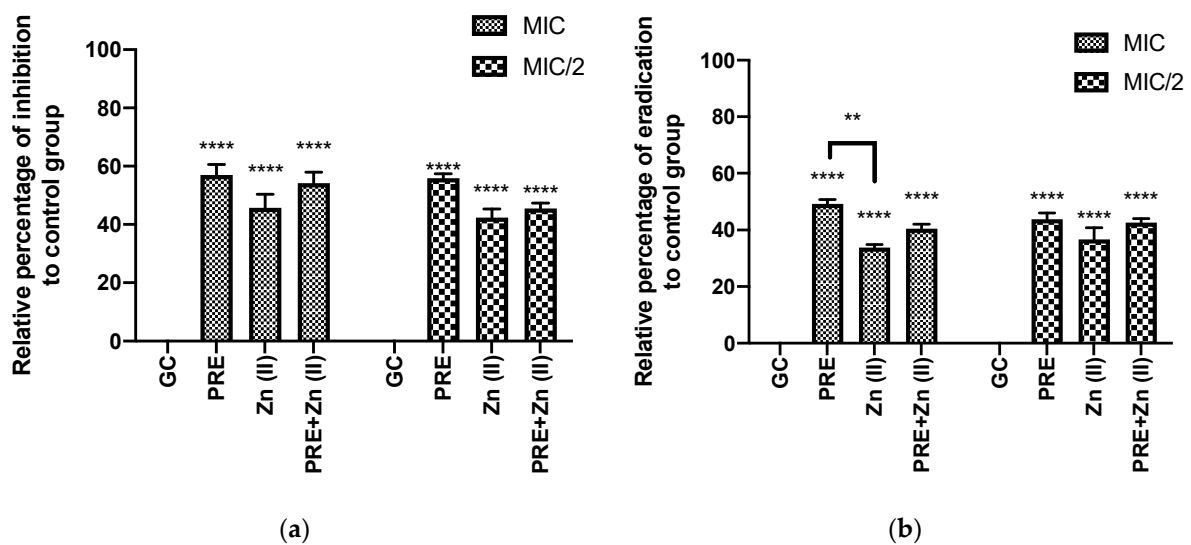 MIC
MIC/2
Relative percentage of inhibition
to control group
100
80
60
40
20
0
****
****
****
****
****
****
GC
PRE
Zn (II)
PRE+Zn (II)
GC
PRE
Zn (II)
PRE+Zn (II)
(a)
MIC
MIC/2
Relative percentage of eradication
to control group
100
80
60
40
20
0
**
****
****
****
****
****
****
GC
PRE
Zn (II)
PRE+Zn (II)
GC
PRE
Zn (II)
PRE+Zn (II)
(b)